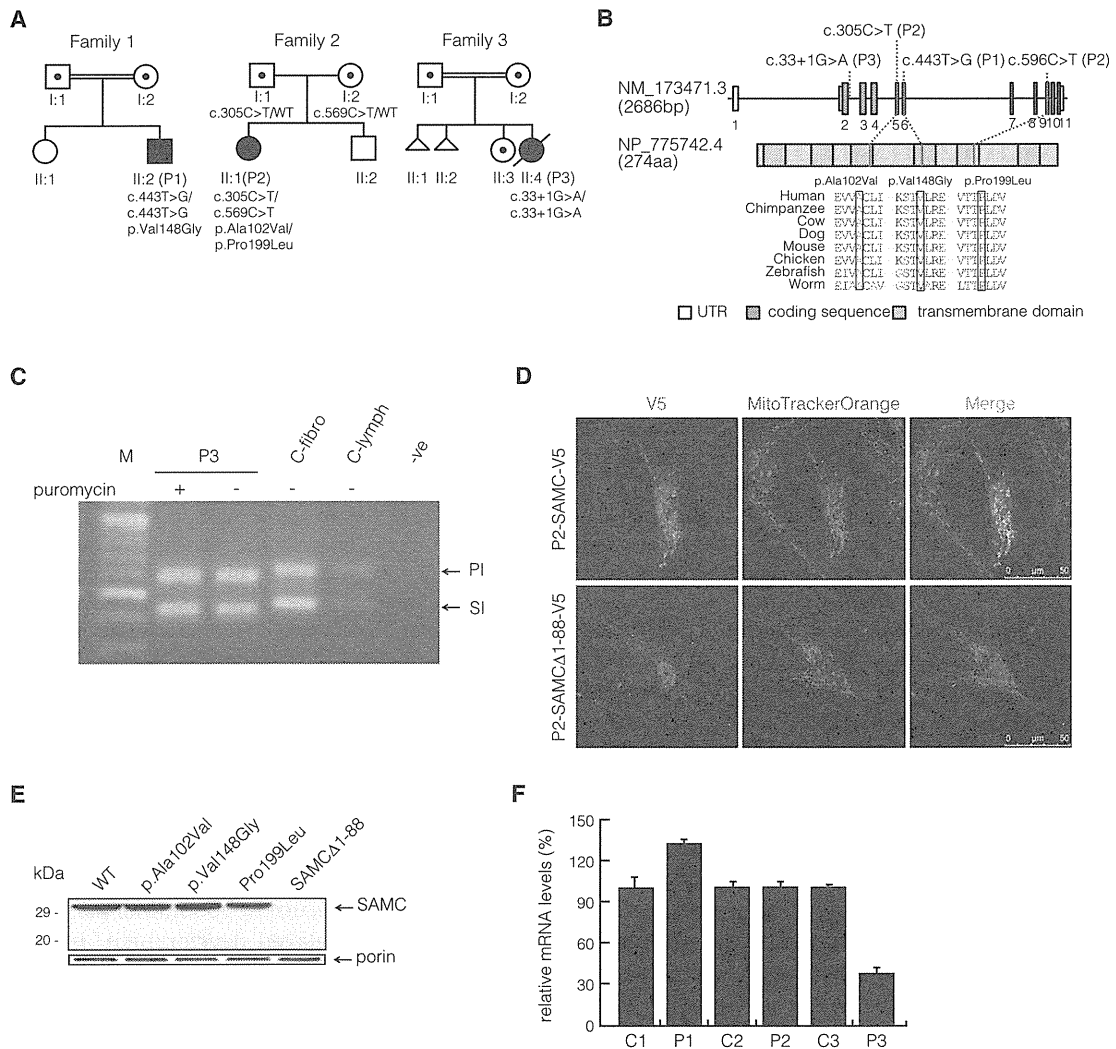 A
Family 1
Family 2
Family 3
I:1
I:2
I:1
I:2
I:1
I:2
c.305C>T/WT
c.569C>T/WT
II:1
II:2 (P1)
c.443T>G/
c.443T>G
p.Val148Gly
II:1(P2)
c.305C>T/
c.569C>T
p.Ala102Val/
p.Pro199Leu
II:2
II:1
II:2
II:3
II:4 (P3)
c.33+1G>A/
c.33+1G>A
B
c.305C>T (P2)
c.33+1G>A (P3)
c.443T>G (P1)
c.596C>T (P2)
NM_173471.3
(2686bp)
1 2 3 4 5 6 7 8 9 10 11
NP_775742.4
(274aa)
p.Ala102Val
p.Val148Gly
p.Pro199Leu
Human
Chimpanzee
Cow
Dog
Mouse
Chicken
Zebrafish
Worm
UTR
coding sequence
transmembrane domain
C
M
P3
C-fibro
C-lymph
-ve
puromycin
+ - - -
PI
SI
D
V5
MitoTrackerOrange
Merge
P2-SAMC-V5
0 µm 50
P2-SAMCΔ1-88-V5
0 µm 50
E
kDa
WT
p.Ala102Val
p.Val148Gly
Pro199Leu
SAMCΔ1-88
29 -
20 -
SAMC
porin
F
relative mRNA levels (%)
150
120
90
60
30
0
C1 P1 C2 P2 C3 P3